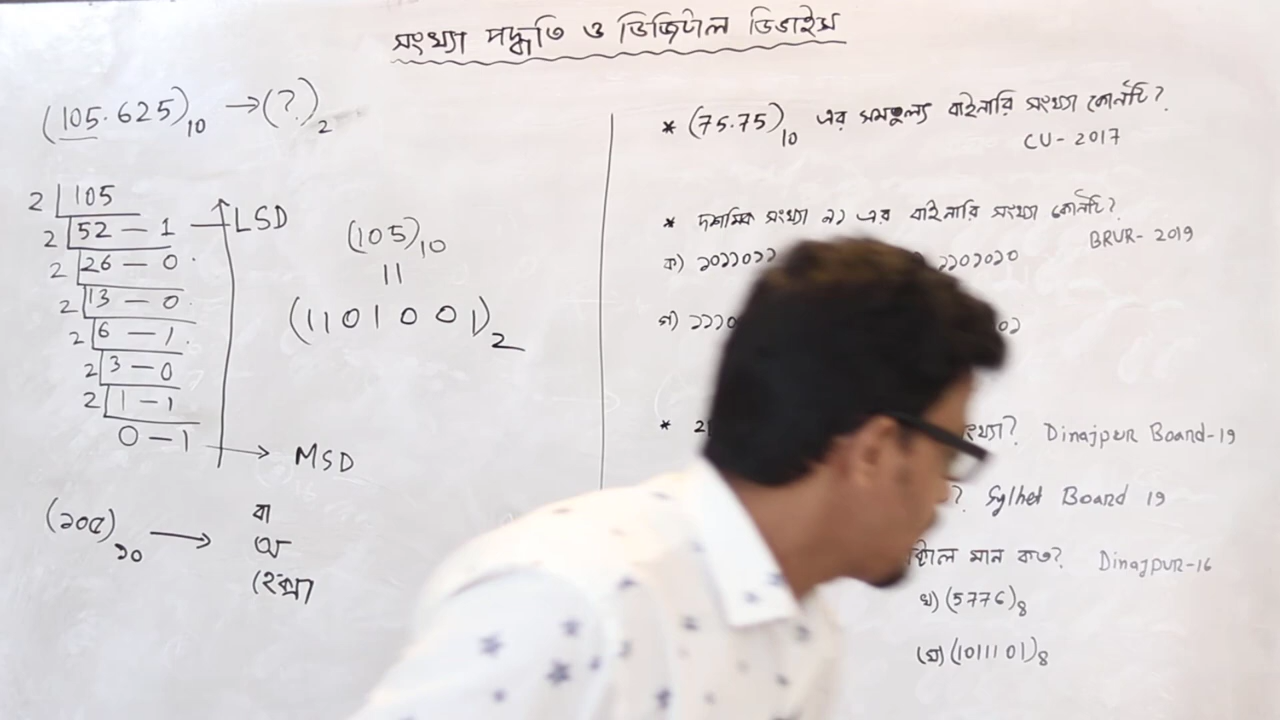 সংখ্যা পদ্ধতি ও ডিজিটাল ডিভাইস
(105.625)10 →(?)2
2 105
2 52 — 1 → LSD
2 26 — 0
2 13 — 0
2 6 — 1
2 3 — 0
2 1 — 1
0 — 1 → MSD
(105)10
||
(1101001)2
(১০৫)১০ → বা
অ
হেক্সা
* (75.75)10 এর সমতুল্য বাইনারি সংখ্যা কোনটি?
CU- 2017
* দশমিক সংখ্যা ৯১ এর বাইনারি সংখ্যা কোনটি?
BRUR- 2019
ক) ১০১১০১১ ১১০১০১০
গ) ১১১০
* Dinajpur Board-19
? Sylhet Board 19
মান কত? Dinajpur-16
খ) (5776)8
ঘ) (1011101)8